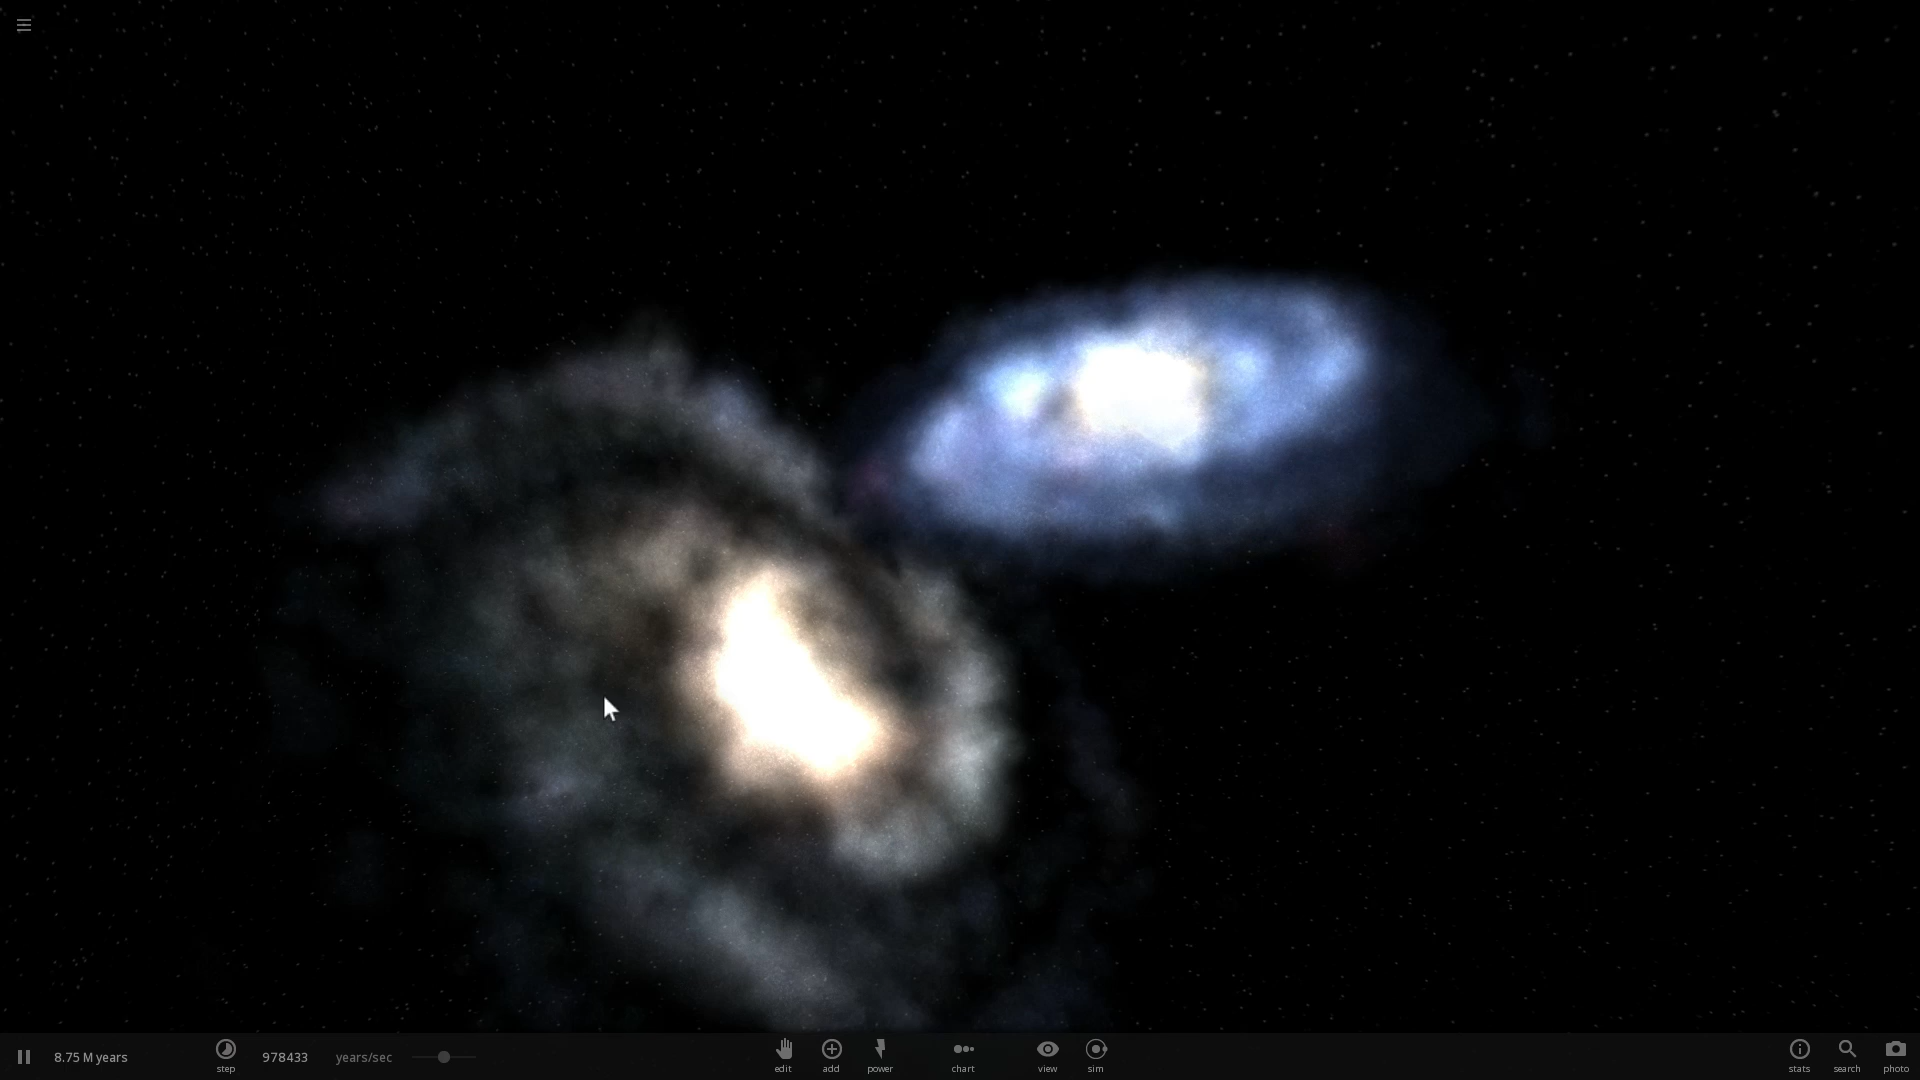 8.75 M years
step
978433 years/sec
edit
add
power
chart
view
sim
stats
search
photo